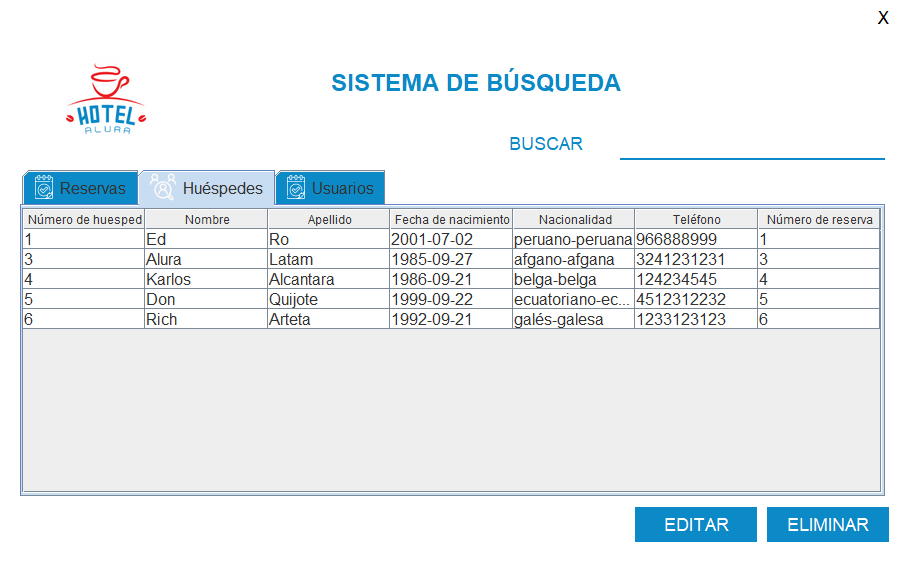 X
HOTEL
ALURA
SISTEMA DE BÚSQUEDA
BUSCAR
Reservas Huéspedes Usuarios
Número de huesped Nombre Apellido Fecha de nacimiento Nacionalidad Teléfono Número de reserva
1 Ed Ro 2001-07-02 peruano-peruana 966888999 1
3 Alura Latam 1985-09-27 afgano-afgana 3241231231 3
4 Karlos Alcantara 1986-09-21 belga-belga 124234545 4
5 Don Quijote 1999-09-22 ecuatoriano-ec... 4512312232 5
6 Rich Arteta 1992-09-21 galés-galesa 1233123123 6
EDITAR ELIMINAR